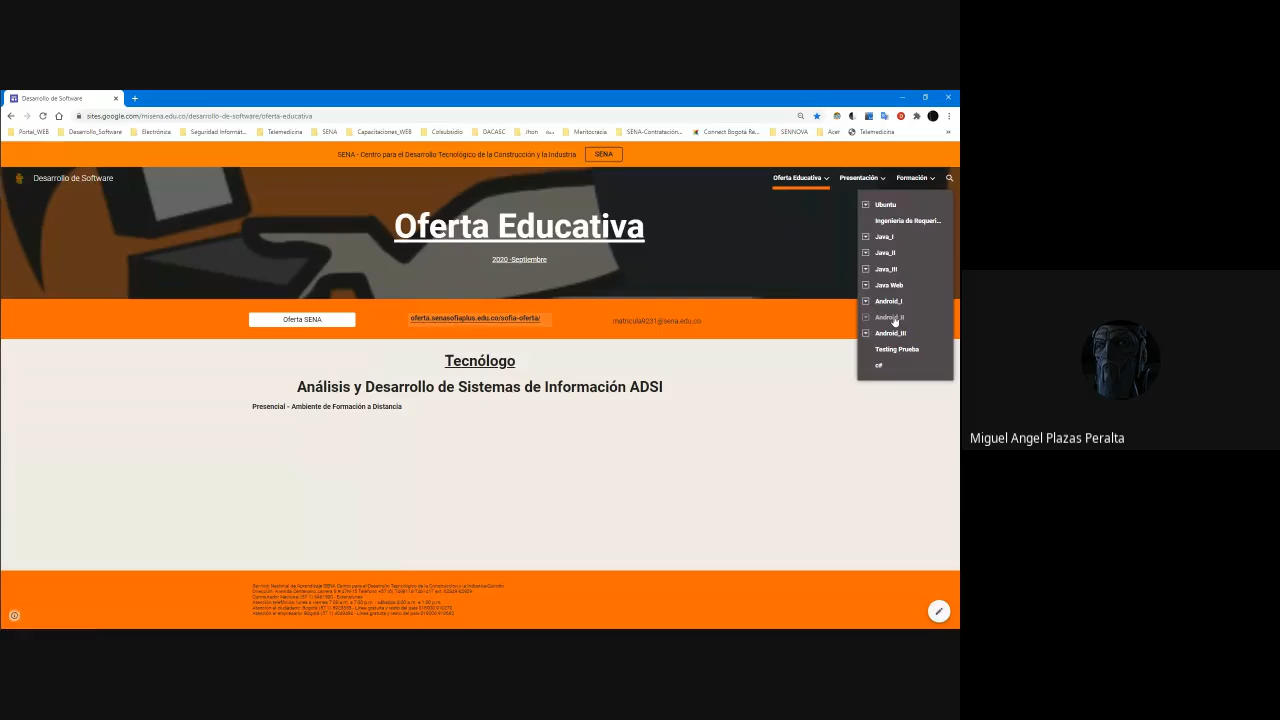 Desarrollo de Software
sites.google.com/misena.edu.co/desarrollo-de-software/oferta-educativa
Portal_WEB
Desarrollo_Software
Electrónica
Seguridad Informát...
Telemedicina
SENA
Capacitaciones_WEB
Colsubsidio
DACASC
Jhon
Meritocracia
SENA-Contratación...
Connect Bogotá Re...
SENNOVA
Acer
Telemedicina
»
SENA - Centro para el Desarrollo Tecnológico de la Construcción y la Industria
SENA
Desarrollo de Software
Oferta Educativa
Presentación
Formación
Ubuntu
Ingeniería de Requeri...
Java_I
Java_II
Java_III
Java Web
Android_I
Android_II
Android_III
Testing Prueba
c#
Oferta Educativa
2020 -Septiembre
Oferta SENA
oferta.senasofiaplus.edu.co/sofia-oferta/
matricula9231@sena.edu.co
Tecnólogo
Análisis y Desarrollo de Sistemas de Información ADSI
Presencial - Ambiente de Formación a Distancia
Miguel Angel Plazas Peralta